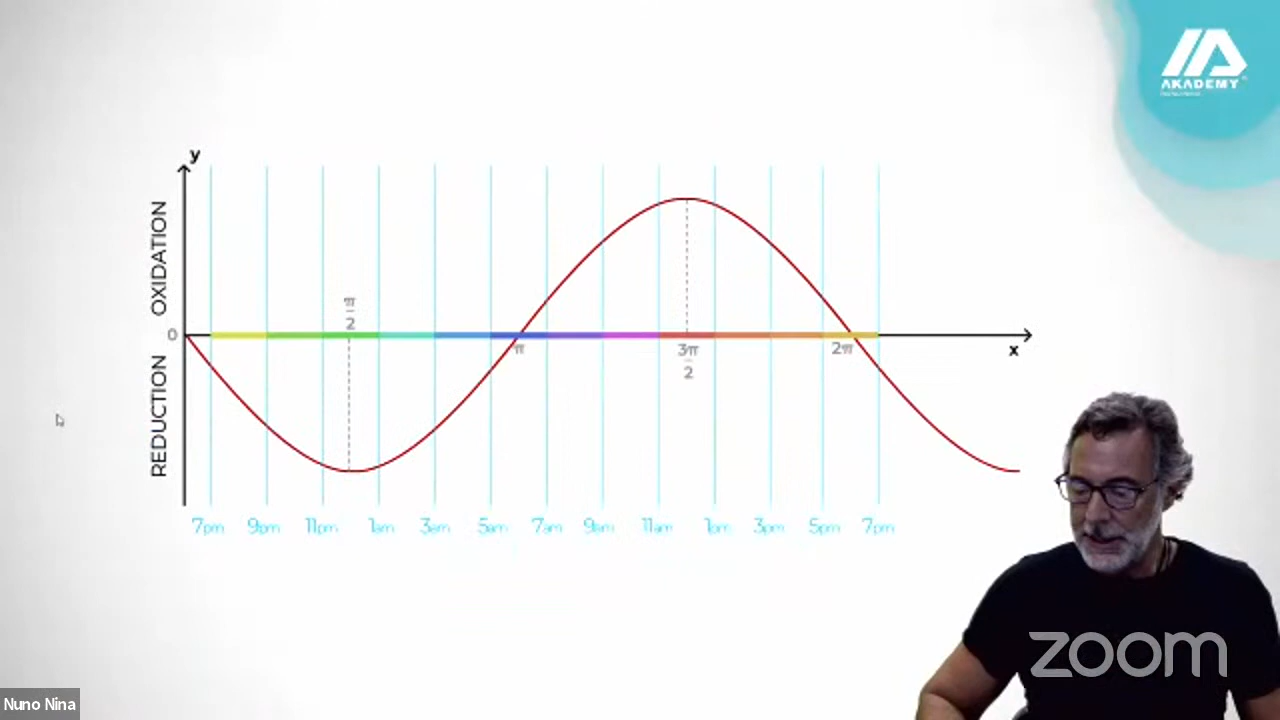 AKADEMY
y
OXIDATION
REDUCTION
0
π
2
π
3π
2
2π
x
7pm 9pm 11pm 1am 3am 5am 7am 9am 11am 1pm 3pm 5pm 7pm
zoom
Nuno Nina